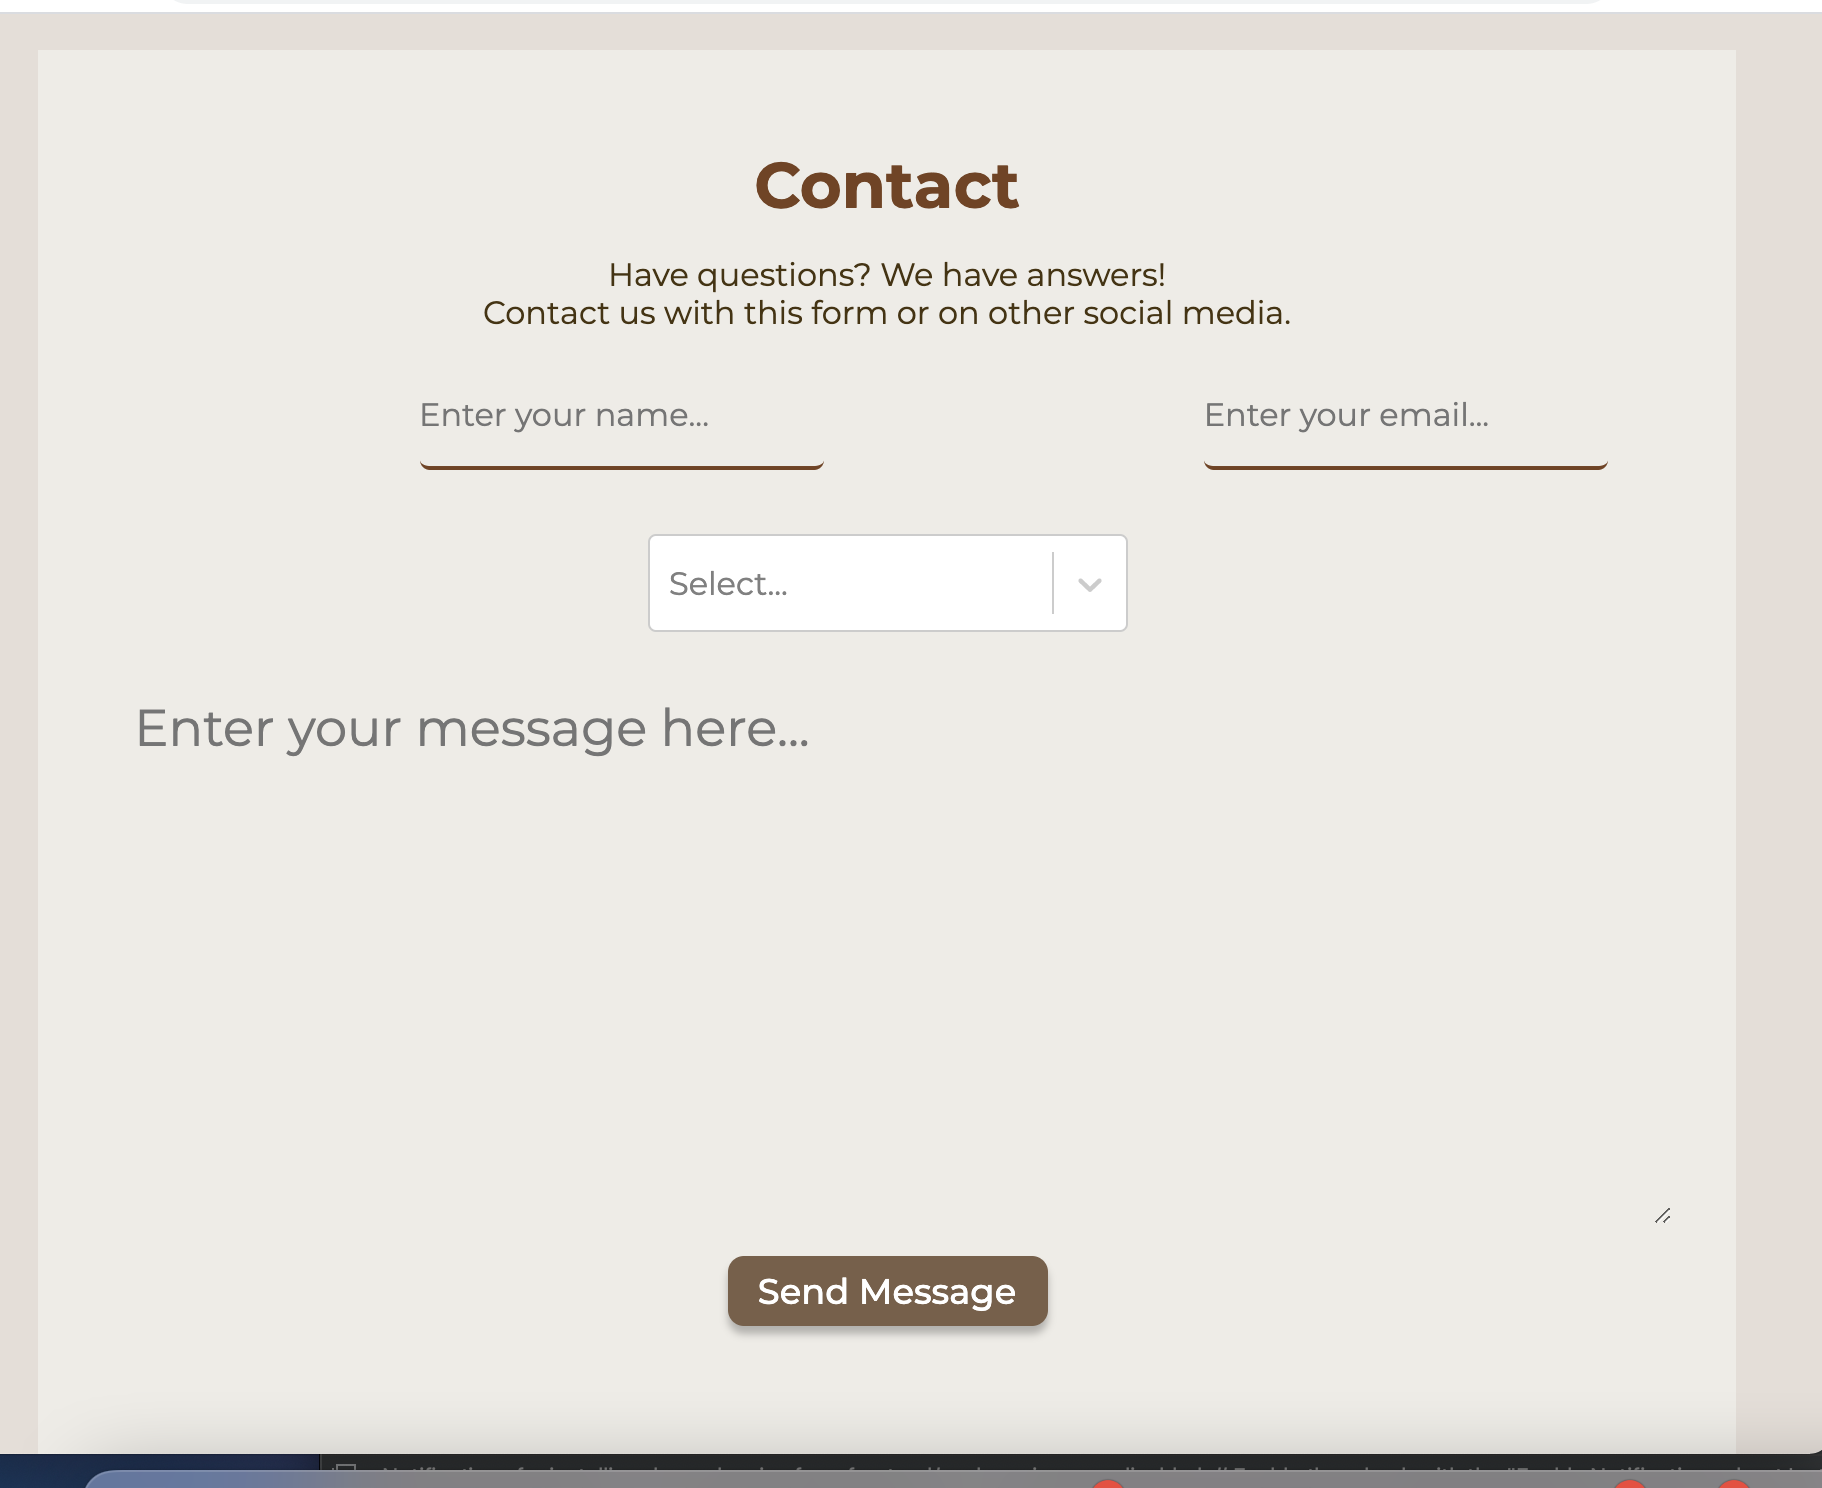 Contact
Have questions? We have answers!
Contact us with this form or on other social media.
Enter your name...
Enter your email...
Select...
Enter your message here...
Send Message